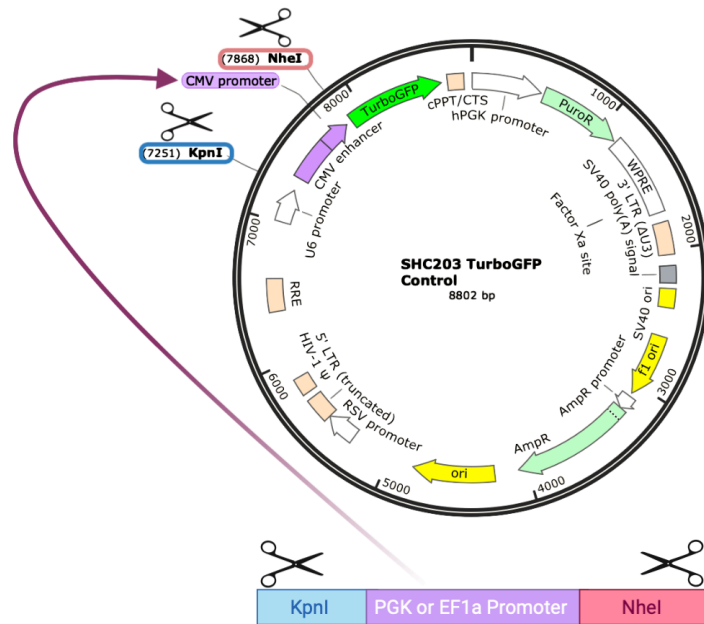 (7868) NheI
CMV promoter
(7251) KpnI
8000
TurboGFP
cPPT/CTS
hPGK promoter
PuroR
1000
WPRE
3' LTR (ΔU3)
SV40 poly(A) signal
2000
Factor Xa site
SV40 ori
f1 ori
3000
AmpR promoter
AmpR
4000
ori
5000
RSV promoter
5' LTR (truncated)
HIV-1 Ψ
6000
RRE
7000
U6 promoter
CMV enhancer
SHC203 TurboGFP
Control
8802 bp
KpnI
PGK or EF1a Promoter
NheI